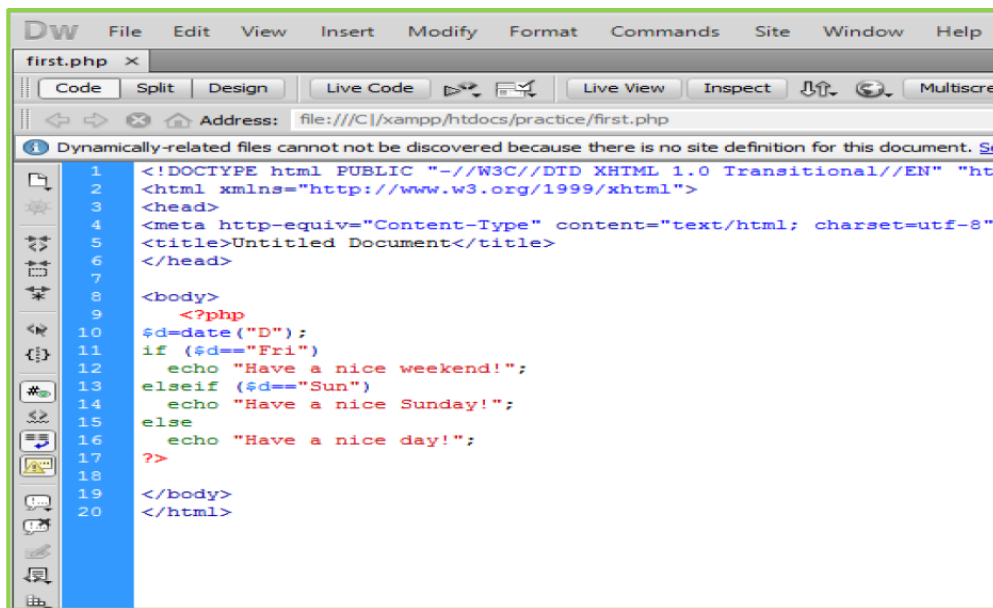 Dw File Edit View Insert Modify Format Commands Site Window Help
first.php ×
Code Split Design Live Code Live View Inspect Multiscre
Address: file:///C|/xampp/htdocs/practice/first.php
Dynamically-related files cannot not be discovered because there is no site definition for this document. Se
1 <!DOCTYPE html PUBLIC "-//W3C//DTD XHTML 1.0 Transitional//EN" "ht
2 <html xmlns="http://www.w3.org/1999/xhtml">
3 <head>
4 <meta http-equiv="Content-Type" content="text/html; charset=utf-8"
5 <title>Untitled Document</title>
6 </head>
7
8 <body>
9 <?php
10 $d=date("D");
11 if ($d=="Fri")
12 echo "Have a nice weekend!";
13 elseif ($d=="Sun")
14 echo "Have a nice Sunday!";
15 else
16 echo "Have a nice day!";
17 ?>
18
19 </body>
20 </html>